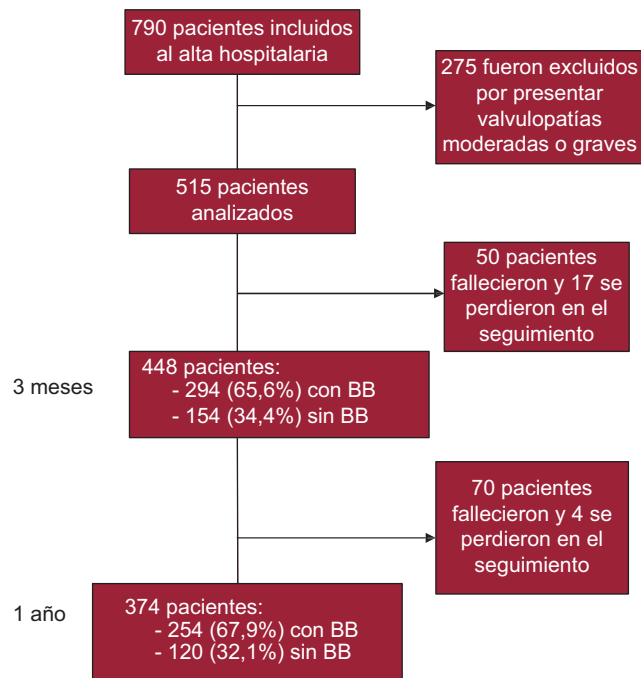 790 pacientes incluidos
al alta hospitalaria
275 fueron excluidos
por presentar
valvulopatías
moderadas o graves
515 pacientes
analizados
50 pacientes
fallecieron y 17 se
perdieron en el
seguimiento
3 meses
448 pacientes:
- 294 (65,6%) con BB
- 154 (34,4%) sin BB
70 pacientes
fallecieron y 4 se
perdieron en el
seguimiento
1 año
374 pacientes:
- 254 (67,9%) con BB
- 120 (32,1%) sin BB